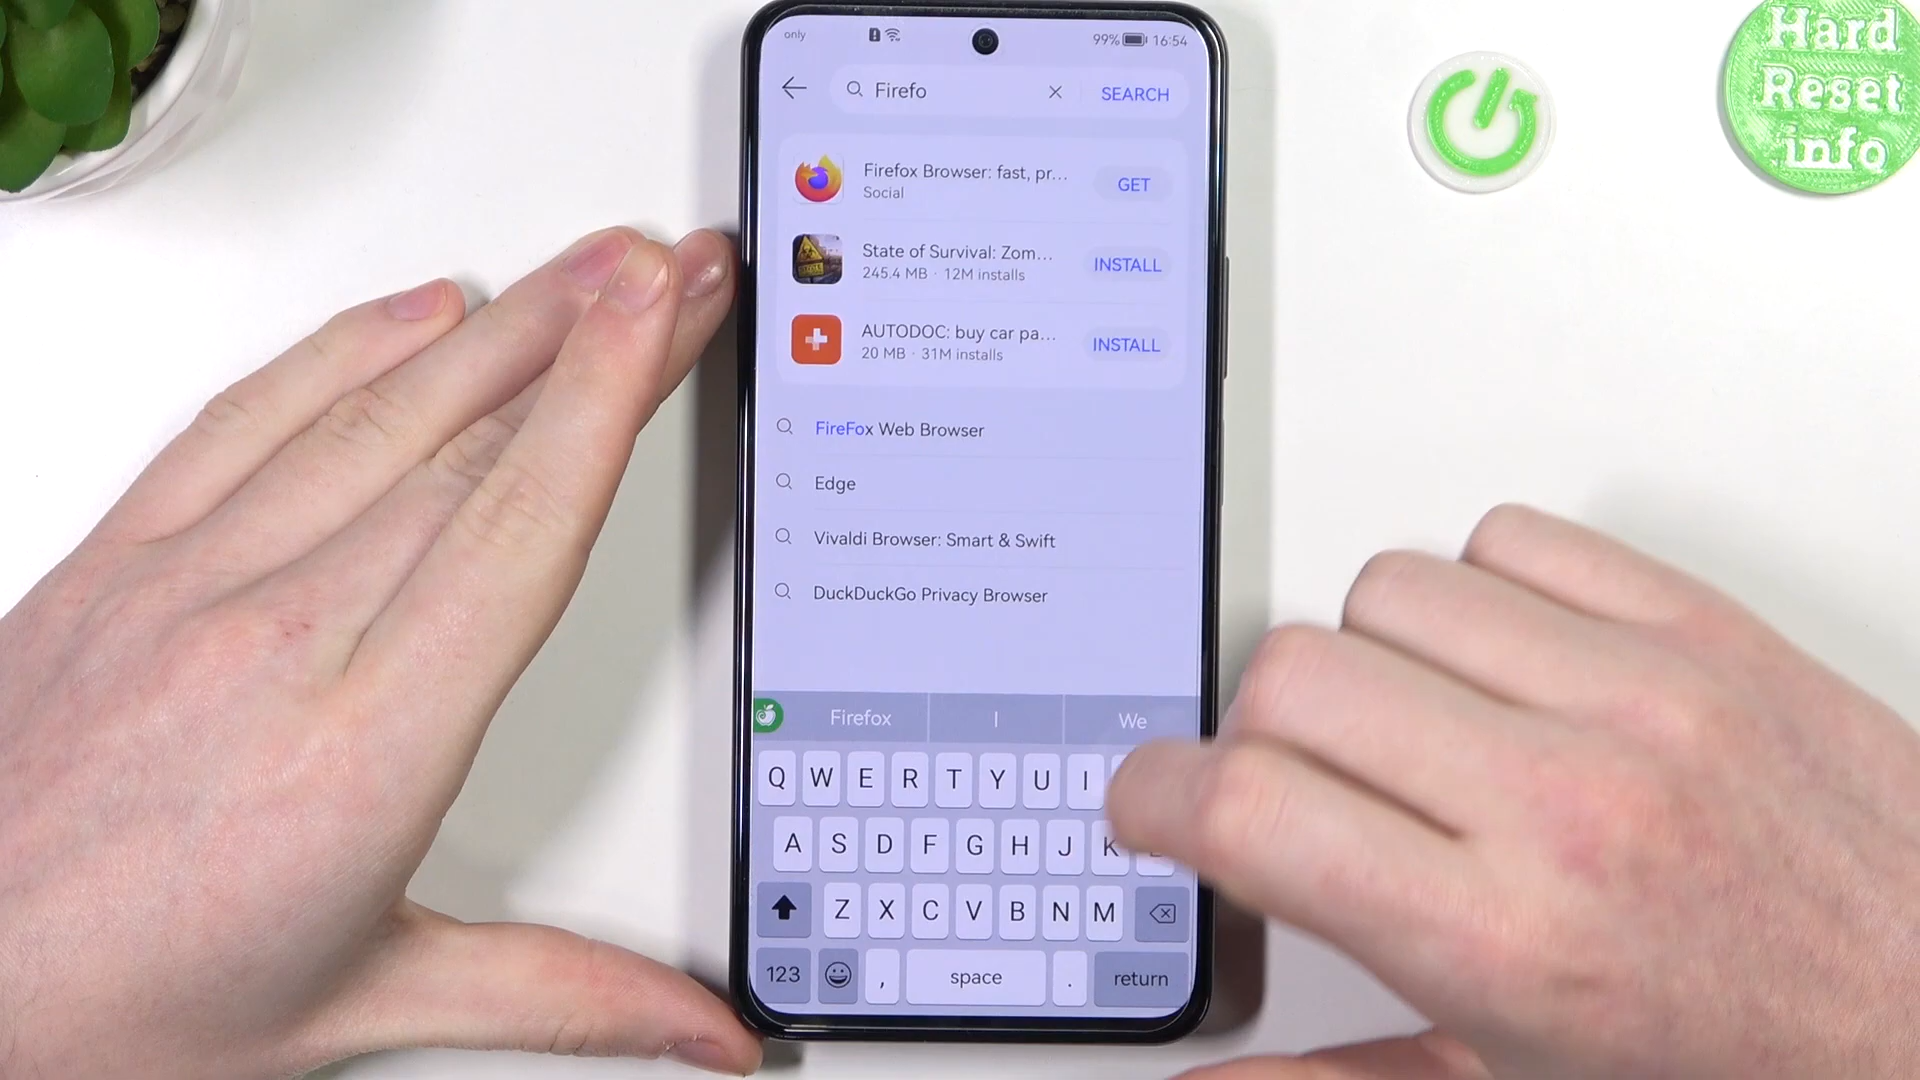 only
99% 16:54
Firefo
SEARCH
Firefox Browser: fast, pr...
Social
GET
State of Survival: Zom...
245.4 MB · 12M installs
INSTALL
AUTODOC: buy car pa...
20 MB · 31M installs
INSTALL
FireFox Web Browser
Edge
Vivaldi Browser: Smart & Swift
DuckDuckGo Privacy Browser
Firefox I We
Q W E R T Y U I
A S D F G H J K
Z X C V B N M
123 , space . return
Hard
Reset
.info